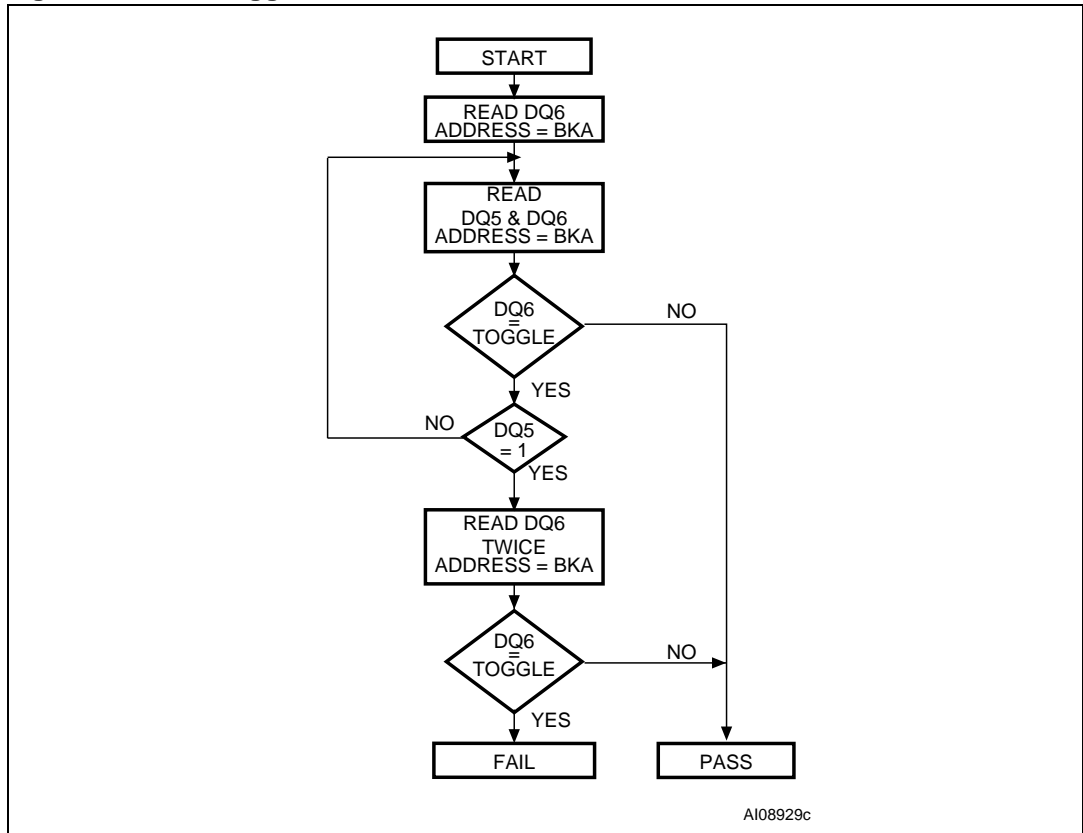 START
READ DQ6
ADDRESS = BKA
READ
DQ5 & DQ6
ADDRESS = BKA
DQ6
=
TOGGLE
NO
YES
NO
DQ5
= 1
YES
READ DQ6
TWICE
ADDRESS = BKA
DQ6
=
TOGGLE
NO
YES
FAIL
PASS
AI08929c